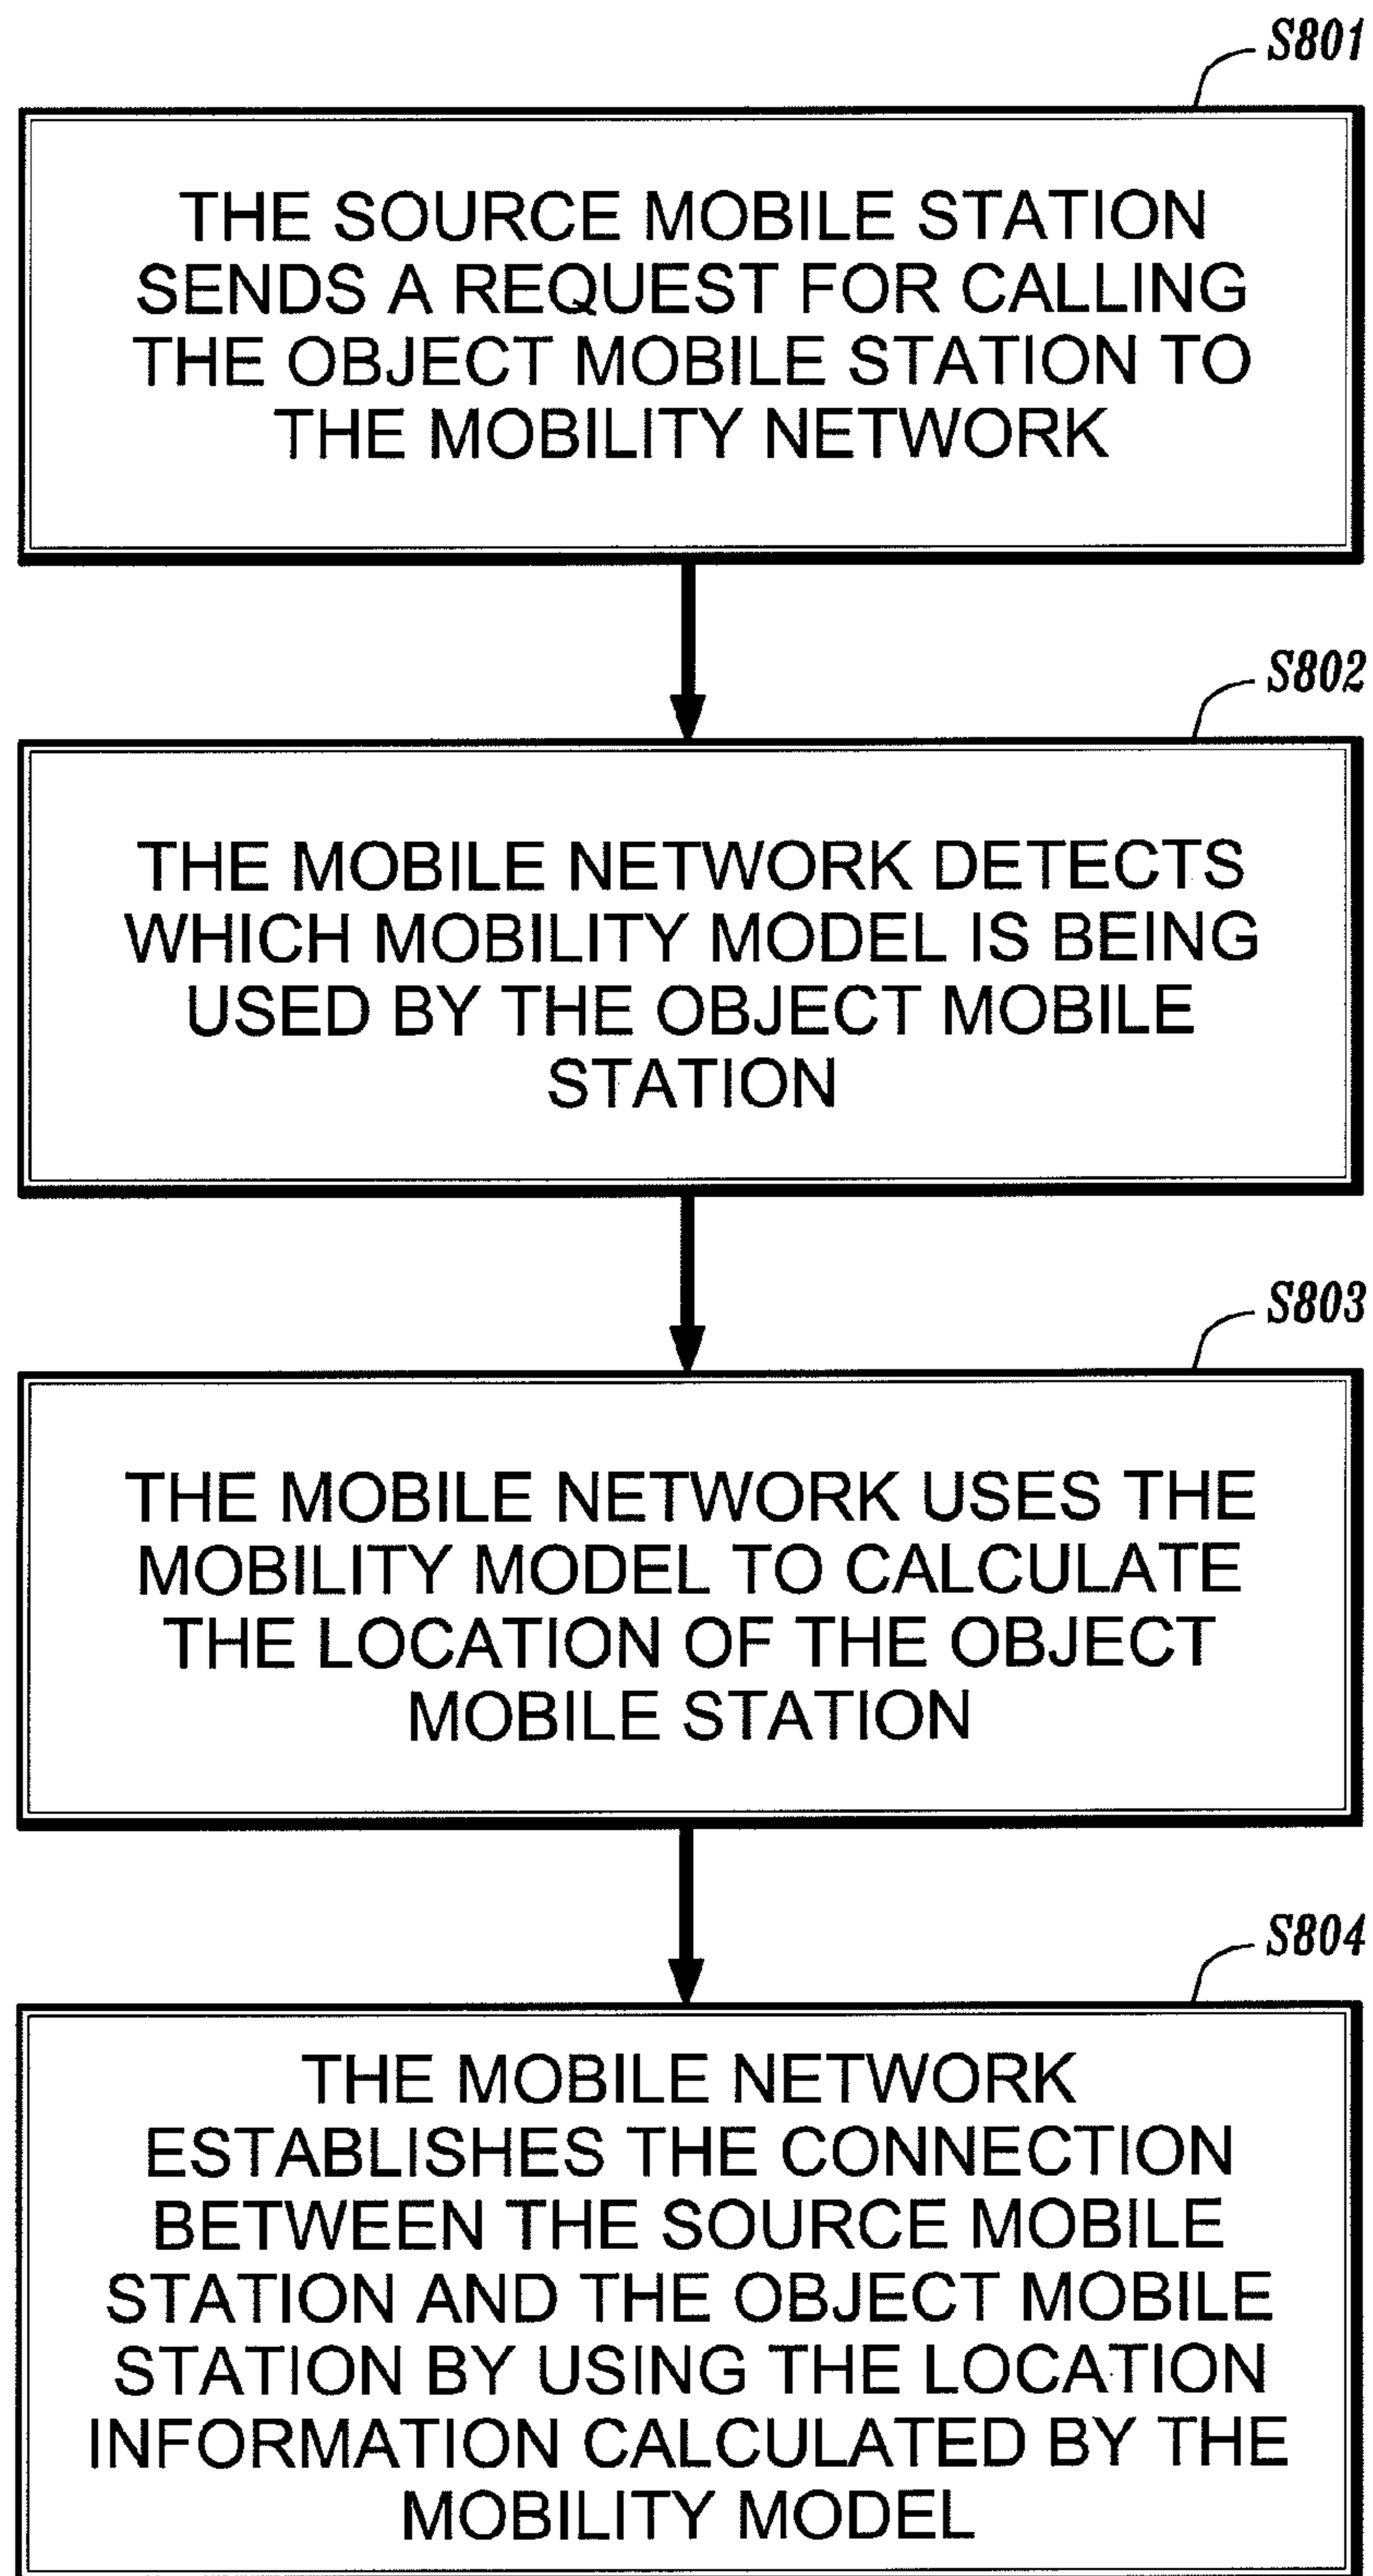 S801
THE SOURCE MOBILE STATION
SENDS A REQUEST FOR CALLING
THE OBJECT MOBILE STATION TO
THE MOBILITY NETWORK
S802
THE MOBILE NETWORK DETECTS
WHICH MOBILITY MODEL IS BEING
USED BY THE OBJECT MOBILE
STATION
S803
THE MOBILE NETWORK USES THE
MOBILITY MODEL TO CALCULATE
THE LOCATION OF THE OBJECT
MOBILE STATION
S804
THE MOBILE NETWORK
ESTABLISHES THE CONNECTION
BETWEEN THE SOURCE MOBILE
STATION AND THE OBJECT MOBILE
STATION BY USING THE LOCATION
INFORMATION CALCULATED BY THE
MOBILITY MODEL